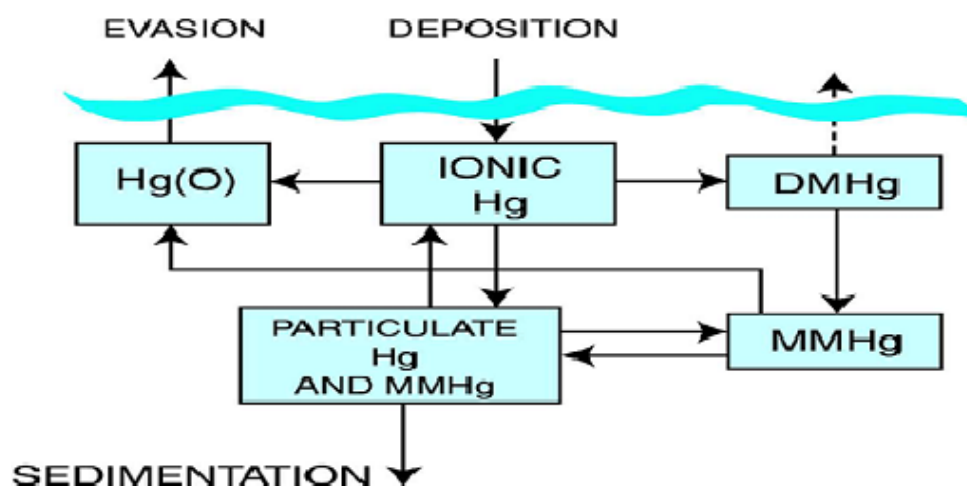 EVASION
DEPOSITION
Hg(O)
IONIC
Hg
DMHg
PARTICULATE
Hg
AND MMHg
MMHg
SEDIMENTATION